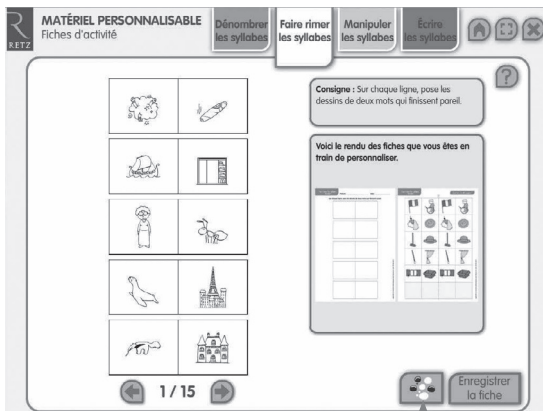 RETZ
MATÉRIEL PERSONNALISABLE
Fiches d'activité
Dénombrer
les syllabes
Faire rimer
les syllabes
Manipuler
les syllabes
Écrire
les syllabes
?
Consigne : Sur chaque ligne, pose les
dessins de deux mots qui finissent pareil.
Voici le rendu des fiches que vous êtes en
train de personnaliser.
1 / 15
Enregistrer
la fiche